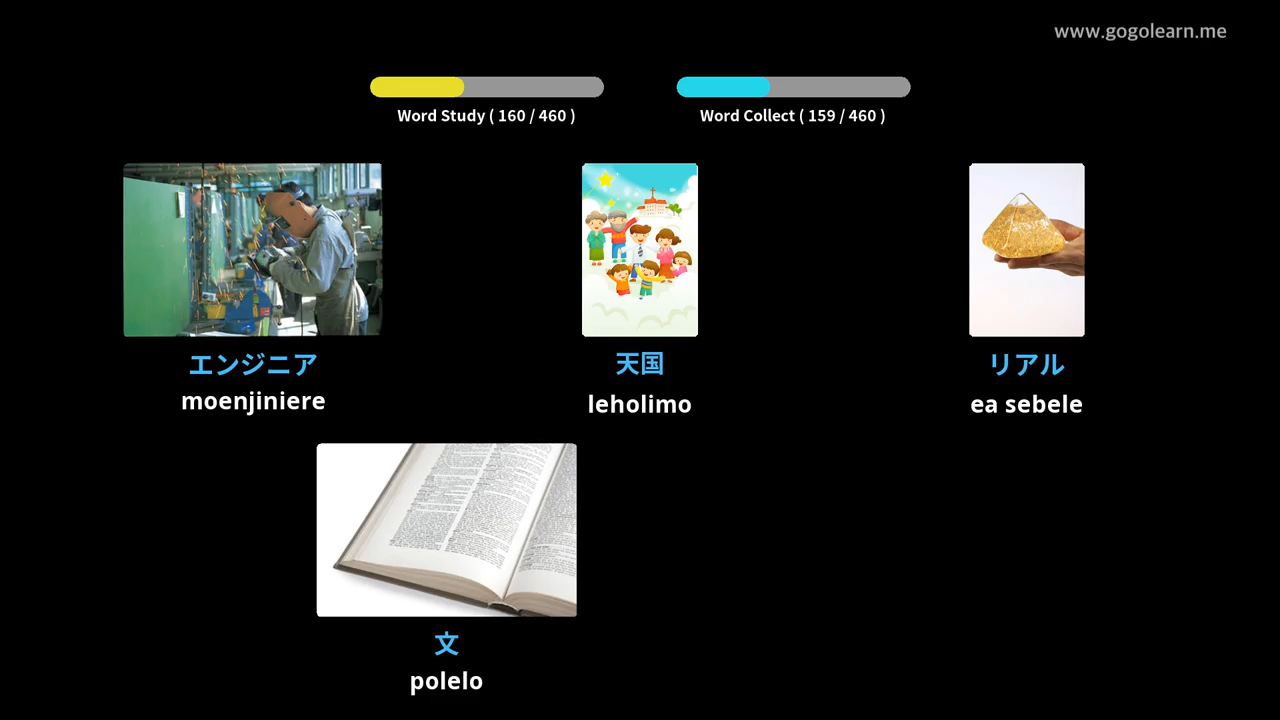 www.gogolearn.me
Word Study ( 160 / 460 )
Word Collect ( 159 / 460 )
エンジニア
moenjiniere
天国
leholimo
リアル
ea sebele
文
polelo